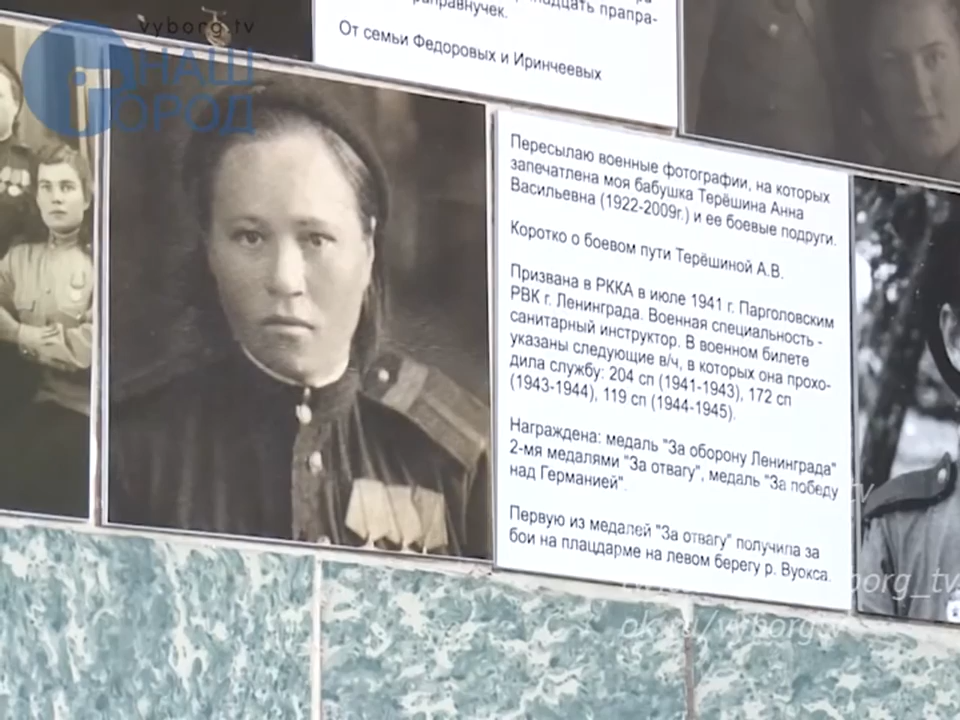 vyborg.tv
НАШ
ГОРОД
праправнучек.
От семьи Федоровых и Иринчеевых
Пересылаю военные фотографии, на которых
запечатлена моя бабушка Терёшина Анна
Васильевна (1922-2009г.) и ее боевые подруги.
Коротко о боевом пути Терёшиной А.В.
Призвана в РККА в июле 1941 г. Парголовским
РВК г. Ленинграда. Военная специальность -
санитарный инструктор. В военном билете
указаны следующие в/ч, в которых она прохо-
дила службу: 204 сп (1941-1943), 172 сп
(1943-1944), 119 сп (1944-1945).
Награждена: медаль "За оборону Ленинграда"
2-мя медалями "За отвагу", медаль "За победу
над Германией".
Первую из медалей "За отвагу" получила за
бои на плацдарме на левом берегу р. Вуокса.
ok.ru/vyborg